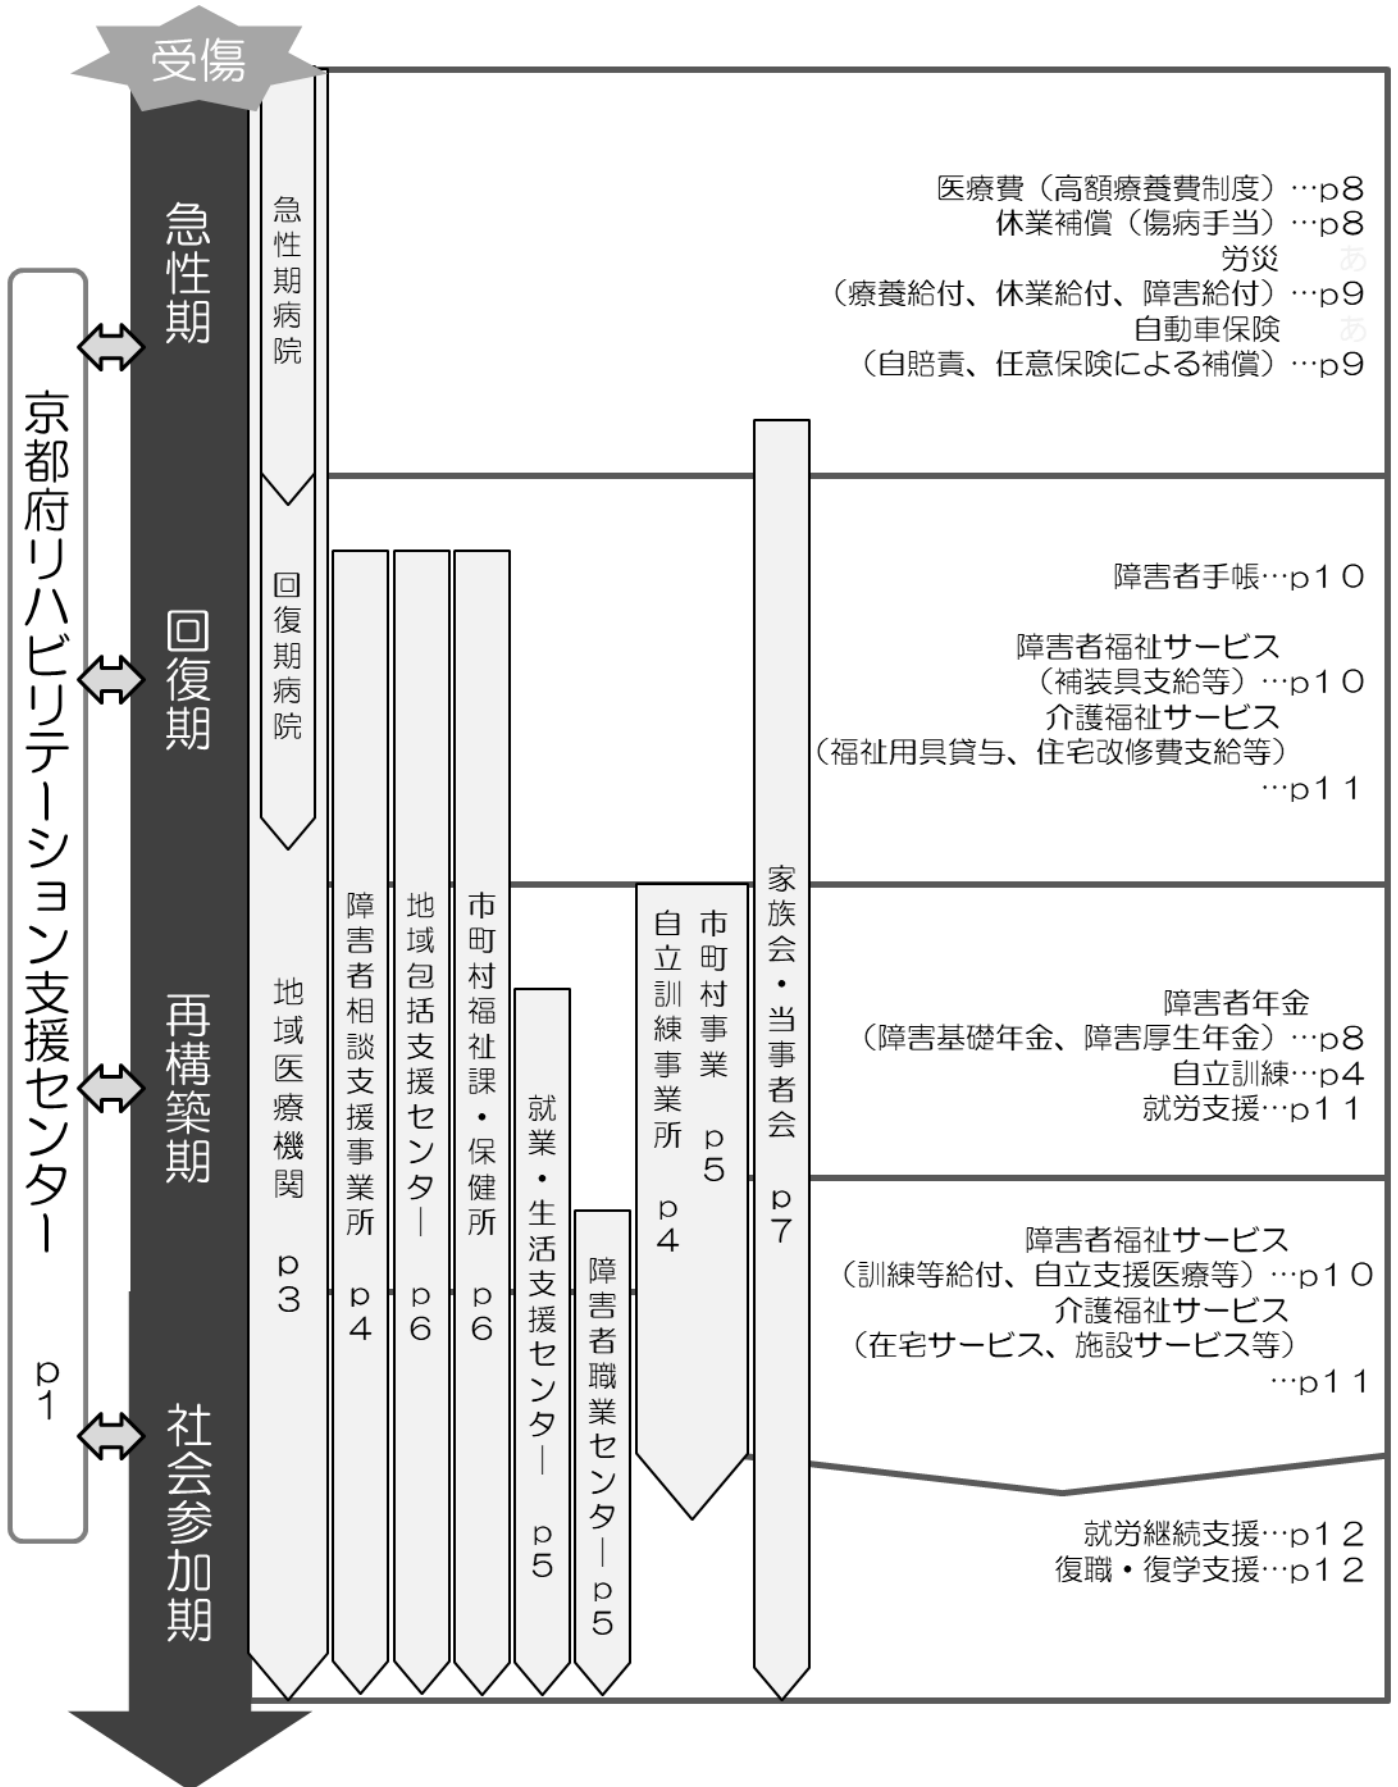 受傷
京都府リハビリテーション支援センター　p1
急性期
回復期
再構築期
社会参加期
急性期病院
回復期病院
地域医療機関　p3
障害者相談支援事業所　p4
地域包括支援センター　p6
市町村福祉課・保健所　p6
就業・生活支援センター　p5
障害者職業センター p5
市町村事業　p5
自立訓練事業所　p4
家族会・当事者会　p7
医療費（高額療養費制度）…p8
休業補償（傷病手当）…p8
労災　　あ
（療養給付、休業給付、障害給付）…p9
自動車保険　　あ
（自賠責、任意保険による補償）…p9
障害者手帳…p１０
障害者福祉サービス
（補装具支給等）…p１０
介護福祉サービス
（福祉用具貸与、住宅改修費支給等）
…p１１
障害者年金
（障害基礎年金、障害厚生年金）…p8
自立訓練…p4
就労支援…p１１
障害者福祉サービス
（訓練等給付、自立支援医療等）…p１０
介護福祉サービス
（在宅サービス、施設サービス等）
…p１１
就労継続支援…p１２
復職・復学支援…p１２